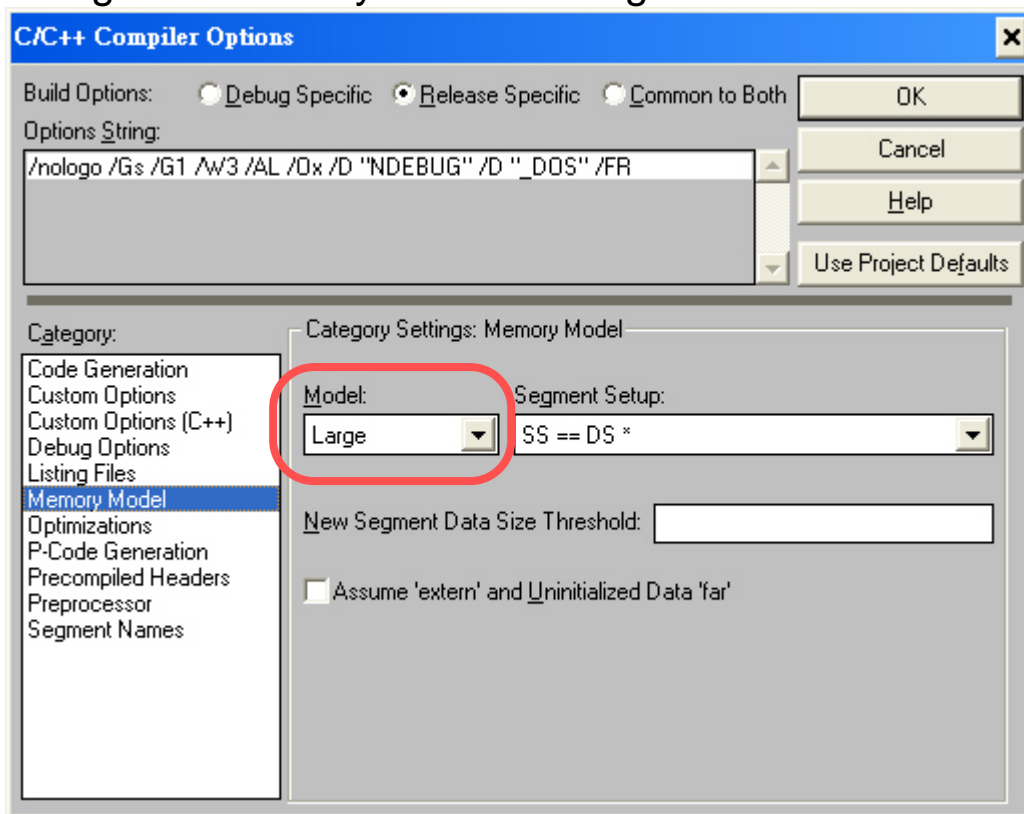 C/C++ Compiler Options
Build Options: Debug Specific Release Specific Common to Both
OK
Options String:
Cancel
/nologo /Gs /G1 /W3 /AL /Ox /D "NDEBUG" /D "_DOS" /FR
Help
Use Project Defaults
Category:
Category Settings: Memory Model
Code Generation
Custom Options
Custom Options (C++)
Debug Options
Listing Files
Memory Model
Optimizations
P-Code Generation
Precompiled Headers
Preprocessor
Segment Names
Model: Segment Setup:
Large SS == DS *
New Segment Data Size Threshold:
Assume 'extern' and Uninitialized Data 'far'